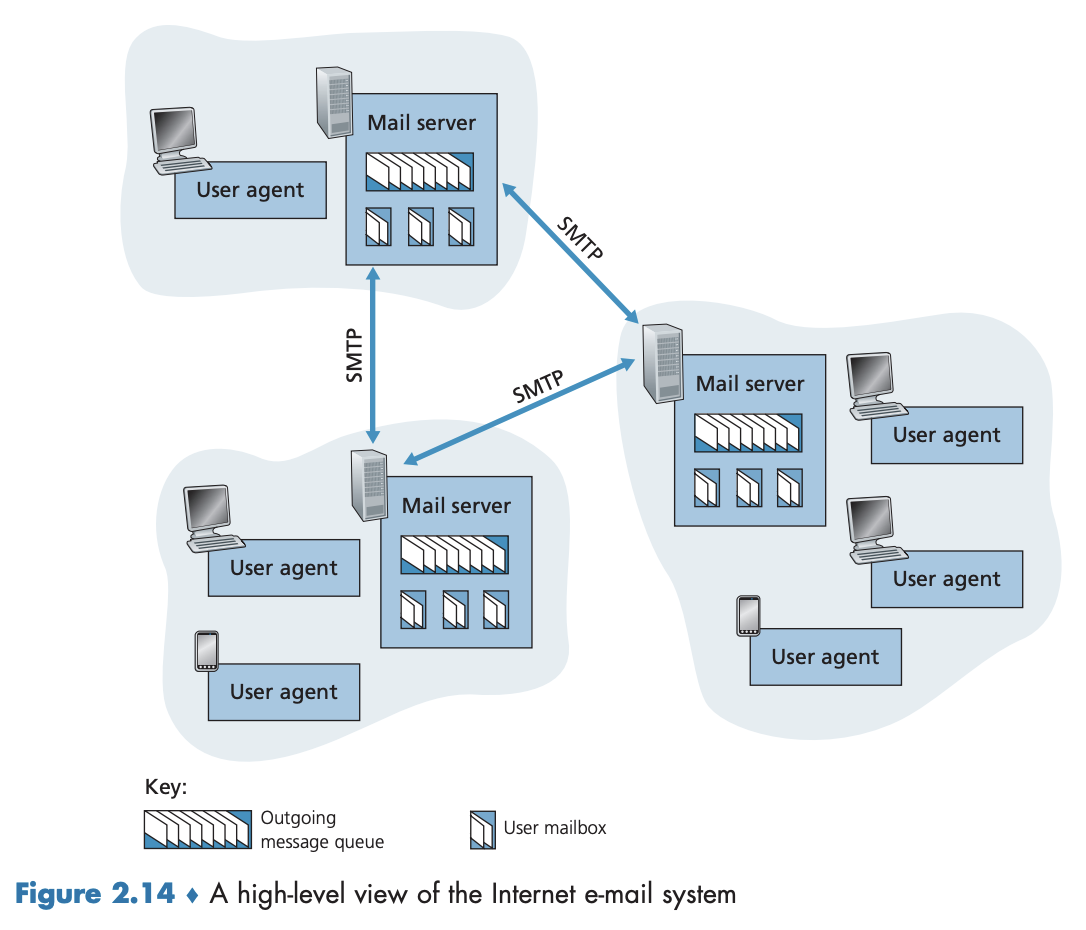 Mail server
User agent
SMTP
SMTP
SMTP
Mail server
User agent
User agent
User agent
Mail server
User agent
User agent
Key:
Outgoing
message queue
User mailbox
Figure 2.14 ♦ A high-level view of the Internet e-mail system